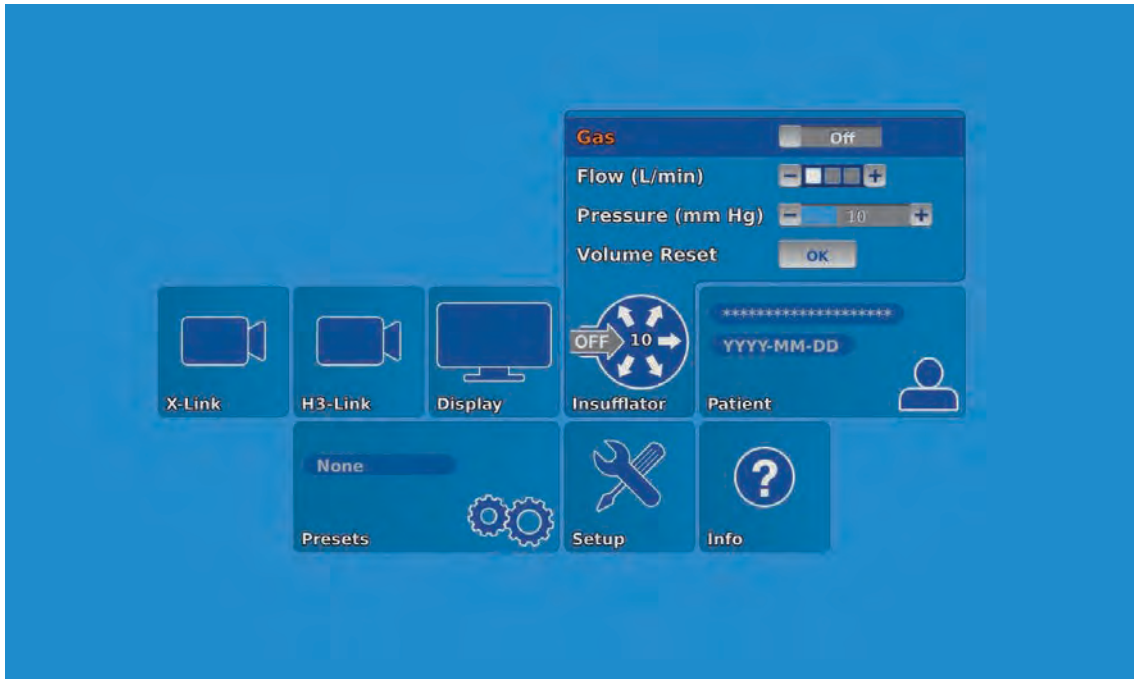 Gas Off
Flow (L/min) - +
Pressure (mm Hg) - 10 +
Volume Reset OK
OFF 10
********************
YYYY-MM-DD
X-Link
H3-Link
Display
Insufflator
Patient
None
?
Presets
Setup
Info